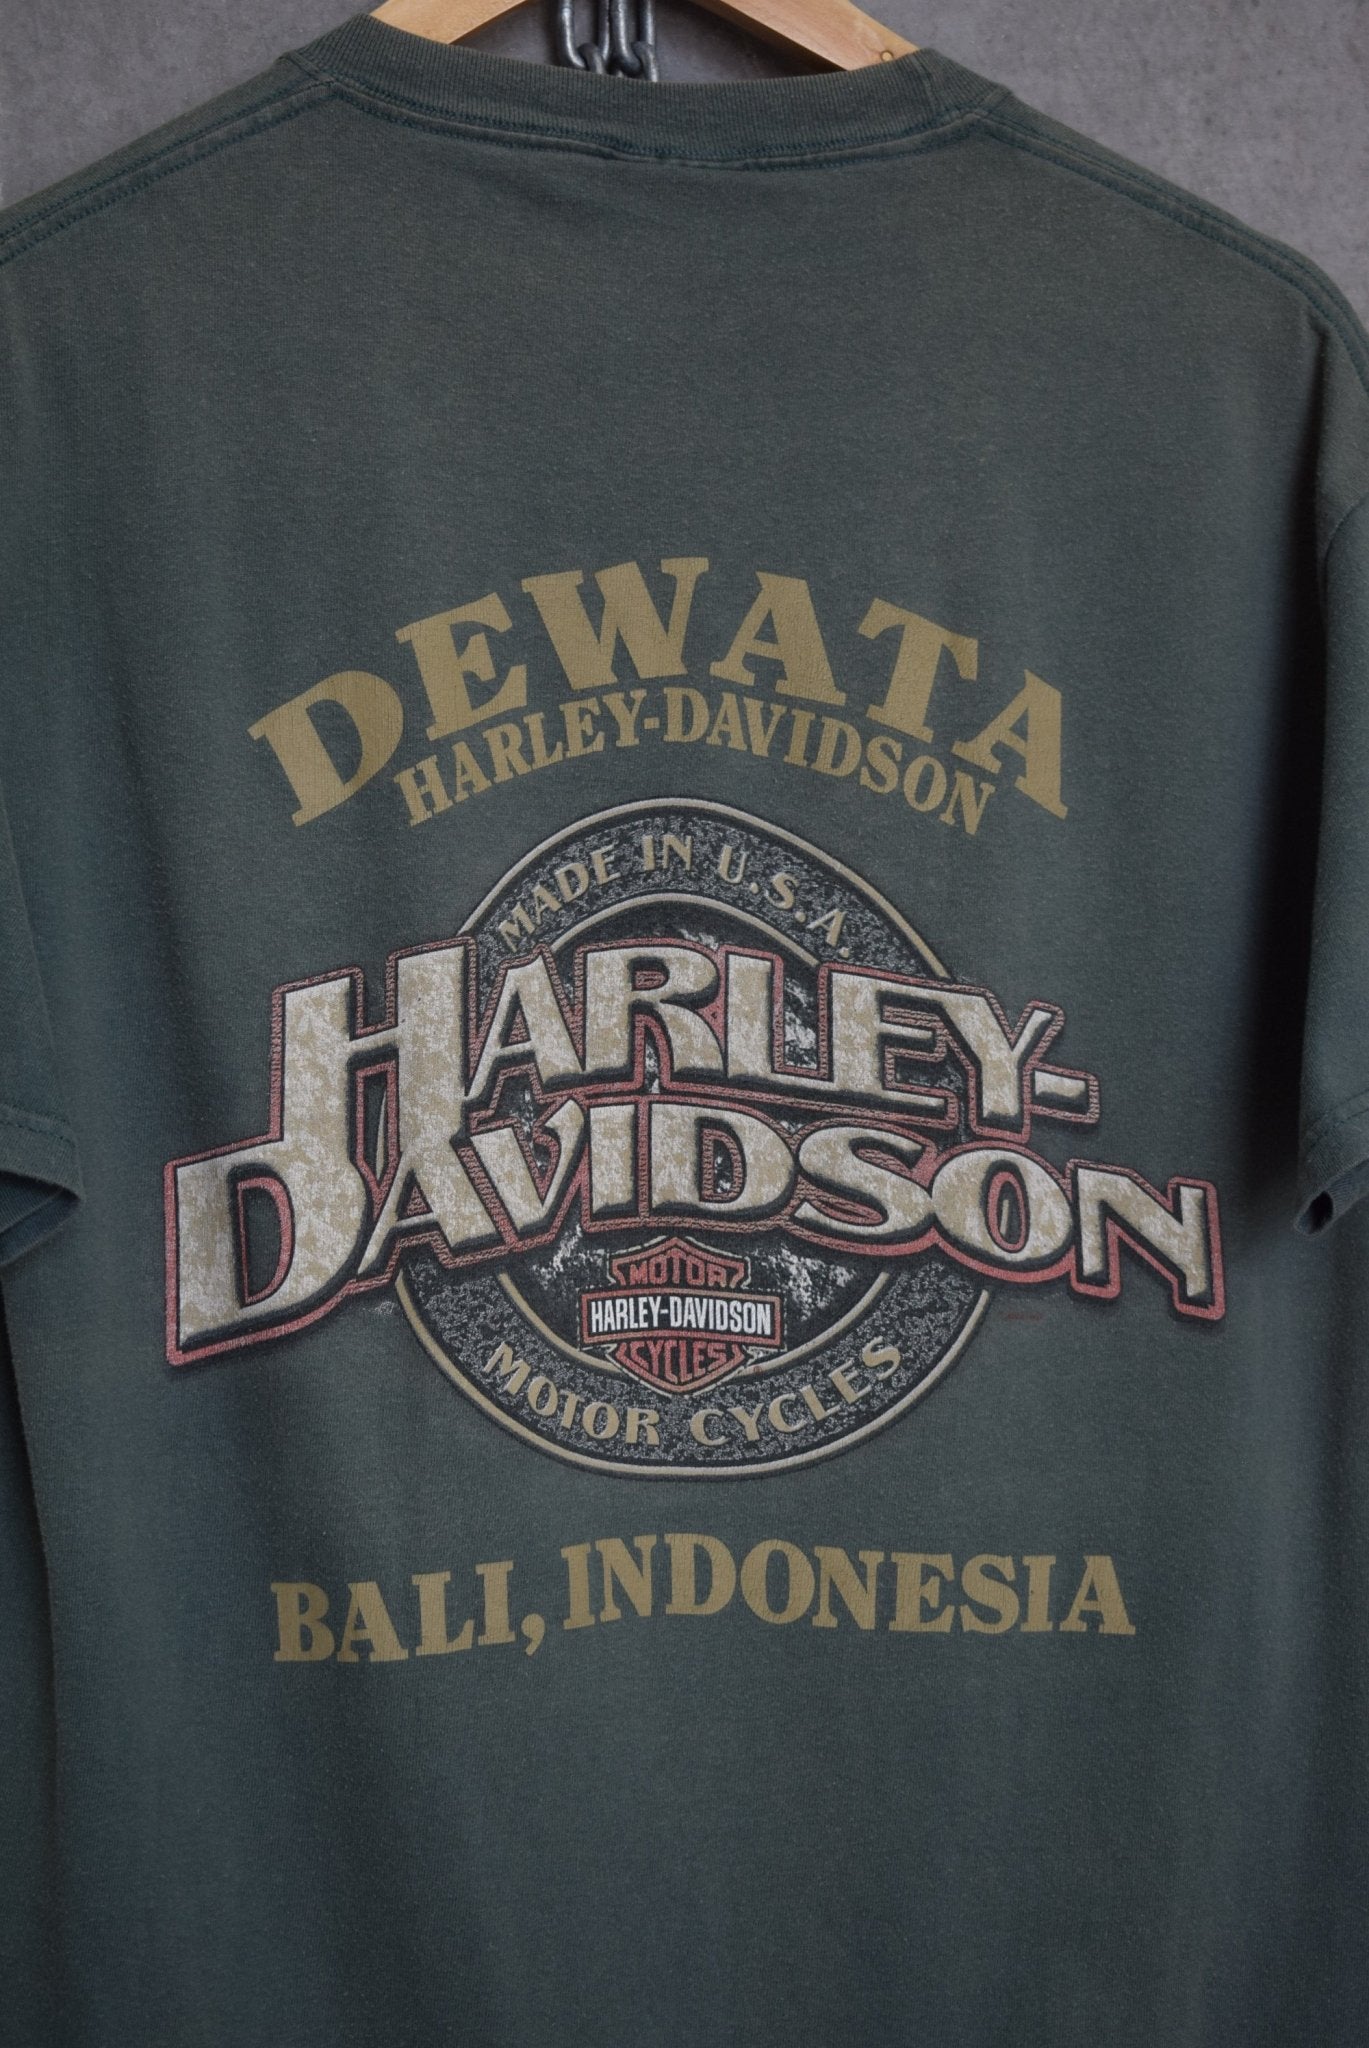 DEWATA
HARLEY-DAVIDSON
MADE IN U.S.A.
HARLEY-
DAVIDSON
MOTOR
HARLEY-DAVIDSON
CYCLES
MOTOR CYCLES
BALI, INDONESIA